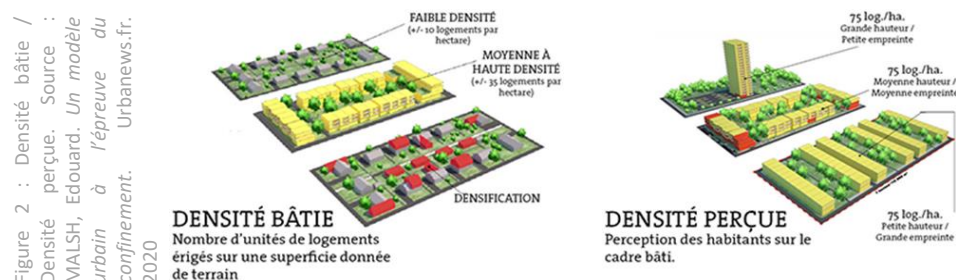 Figure 2 : Densité bâtie /
Densité perçue. Source :
MALSH, Edouard. Un modèle
urbain à l'épreuve du
confinement. Urbanews.fr.
2020
FAIBLE DENSITÉ
(+/- 10 logements par
hectare)
MOYENNE À
HAUTE DENSITÉ
(+/- 35 logements par
hectare)
DENSIFICATION
DENSITÉ BÂTIE
Nombre d'unités de logements
érigés sur une superficie donnée
de terrain
75 log./ha.
Grande hauteur /
Petite empreinte
75 log./ha.
Moyenne hauteur /
Moyenne empreinte
75 log./ha.
Petite hauteur /
Grande empreinte
DENSITÉ PERÇUE
Perception des habitants sur le
cadre bâti.